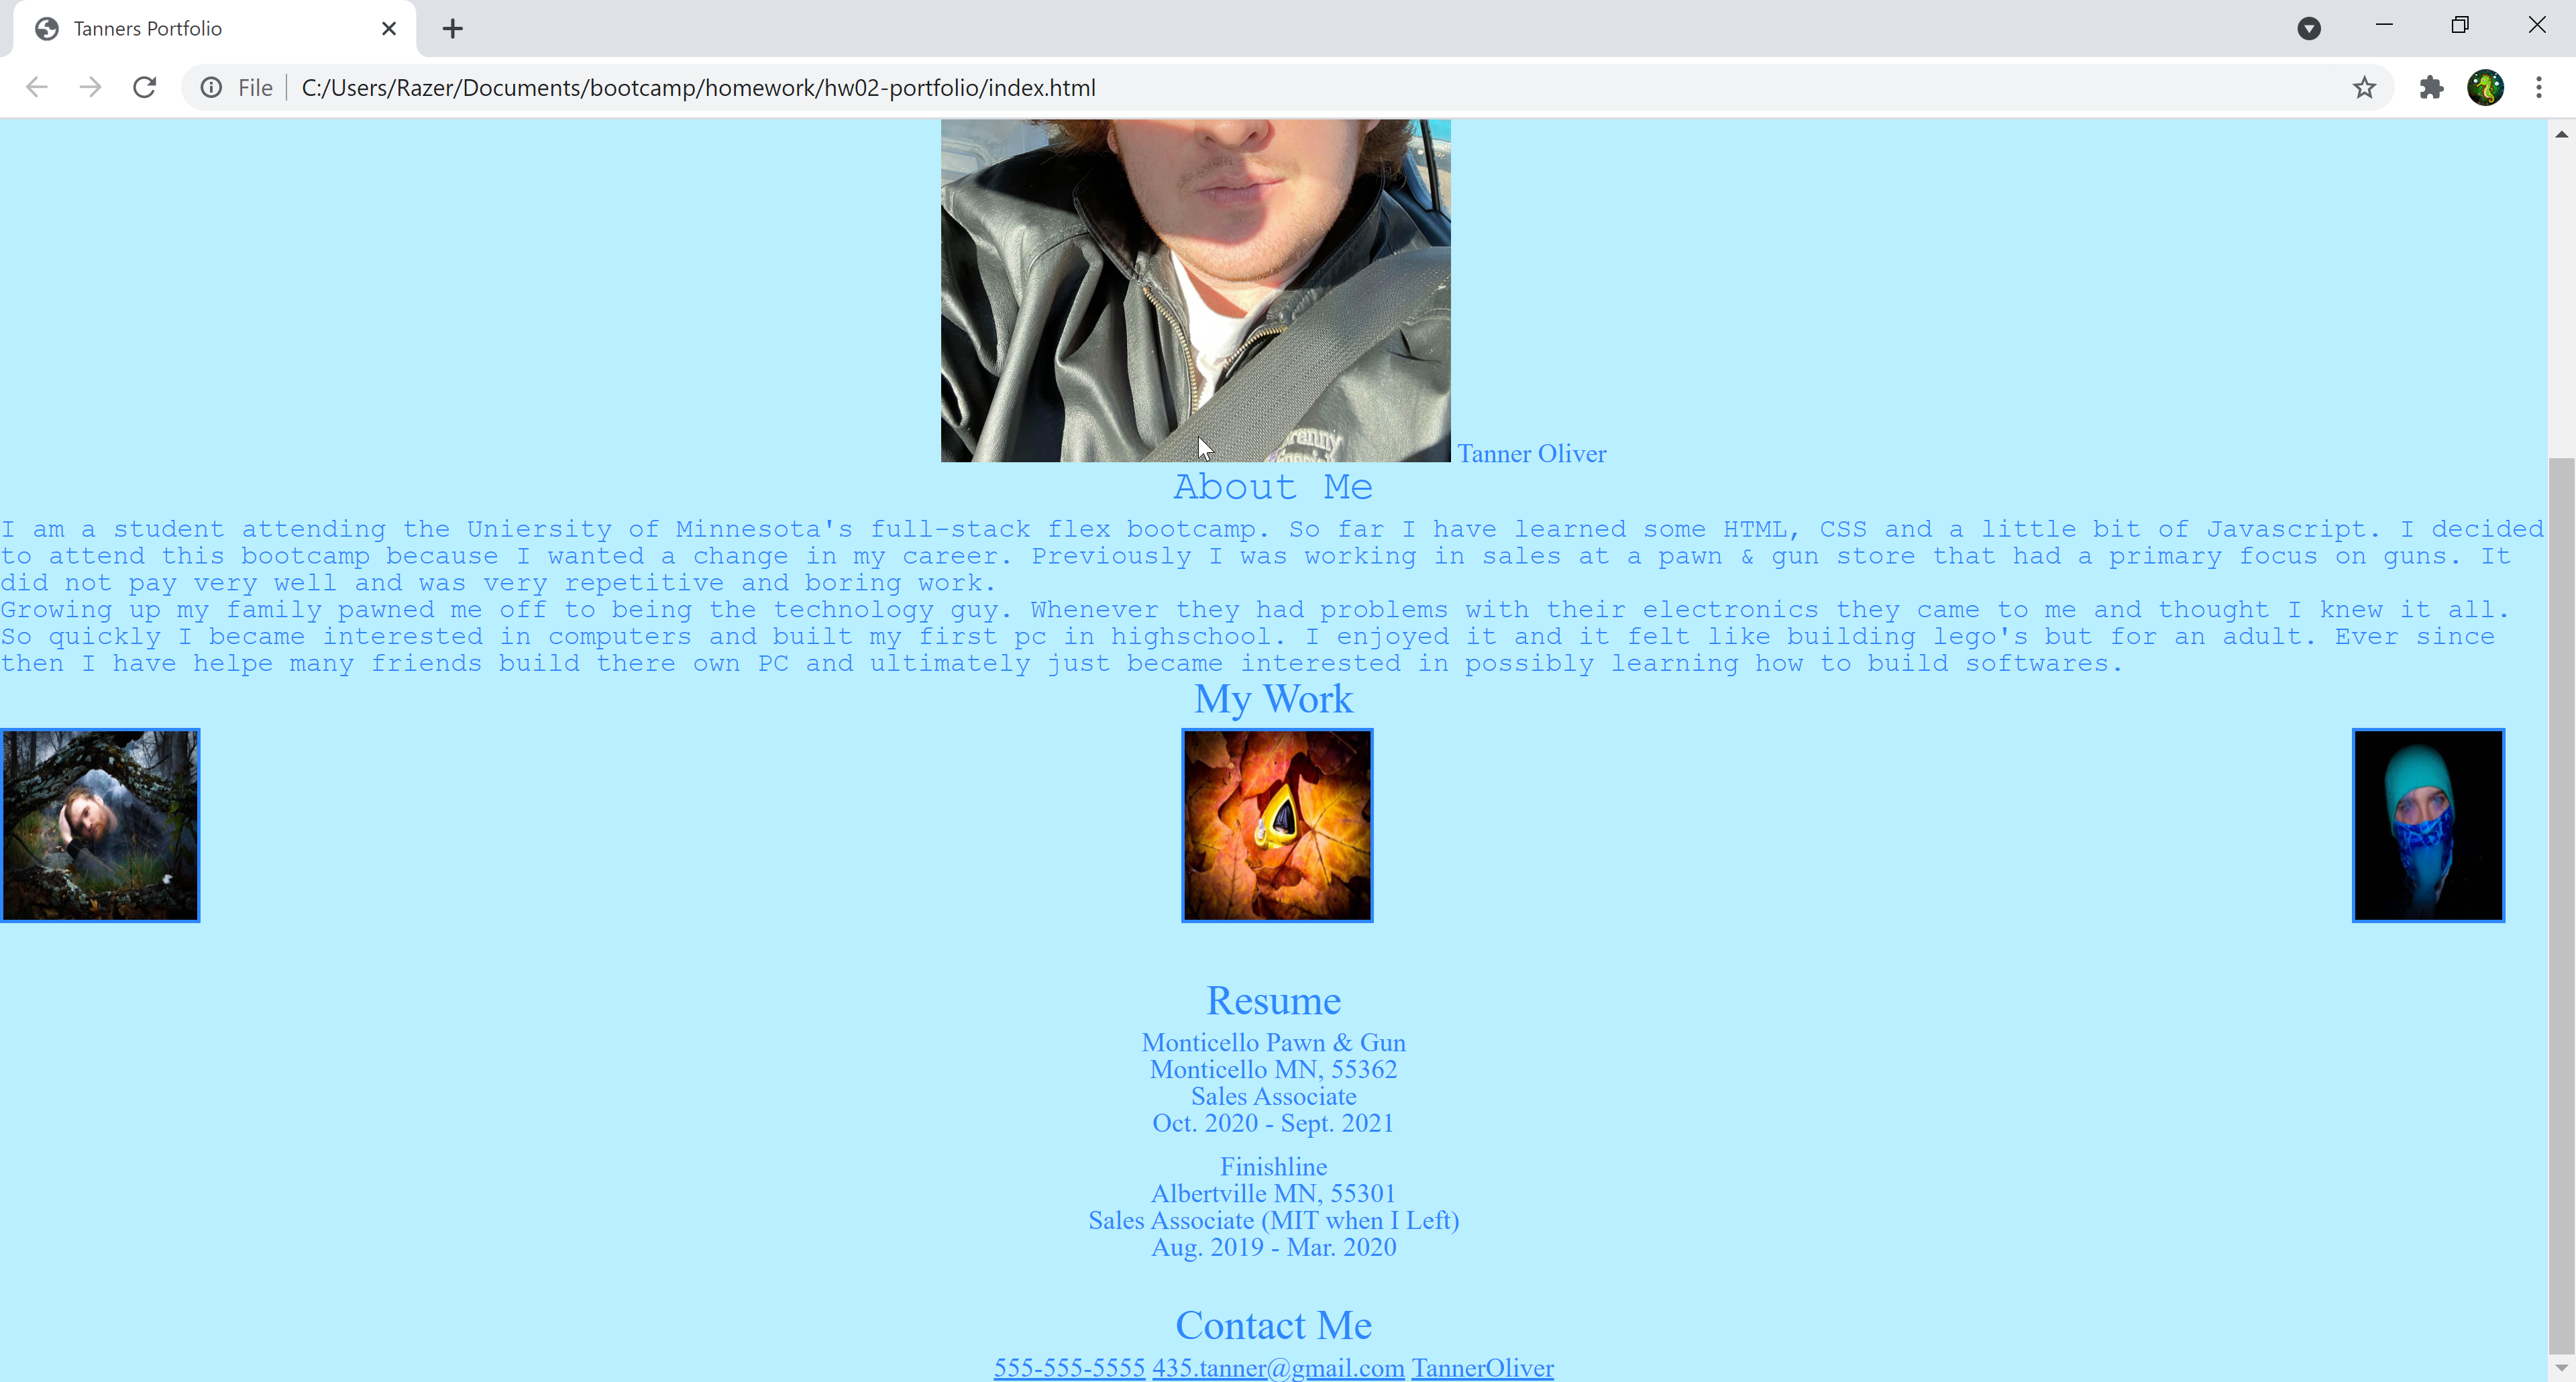 Tanners Portfolio
File C:/Users/Razer/Documents/bootcamp/homework/hw02-portfolio/index.html
Tanner Oliver
About Me
I am a student attending the Uniersity of Minnesota's full-stack flex bootcamp. So far I have learned some HTML, CSS and a little bit of Javascript. I decided
to attend this bootcamp because I wanted a change in my career. Previously I was working in sales at a pawn & gun store that had a primary focus on guns. It
did not pay very well and was very repetitive and boring work.
Growing up my family pawned me off to being the technology guy. Whenever they had problems with their electronics they came to me and thought I knew it all.
So quickly I became interested in computers and built my first pc in highschool. I enjoyed it and it felt like building lego's but for an adult. Ever since
then I have helpe many friends build there own PC and ultimately just became interested in possibly learning how to build softwares.
My Work
Resume
Monticello Pawn & Gun
Monticello MN, 55362
Sales Associate
Oct. 2020 - Sept. 2021
Finishline
Albertville MN, 55301
Sales Associate (MIT when I Left)
Aug. 2019 - Mar. 2020
Contact Me
555-555-5555 435.tanner@gmail.com TannerOliver